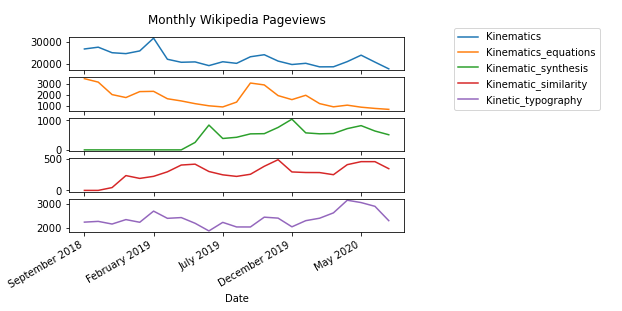 Monthly Wikipedia Pageviews
30000
20000
3000
2000
1000
1000
0
500
0
3000
2000
September 2018
February 2019
July 2019
December 2019
May 2020
Date
Kinematics
Kinematics_equations
Kinematic_synthesis
Kinematic_similarity
Kinetic_typography